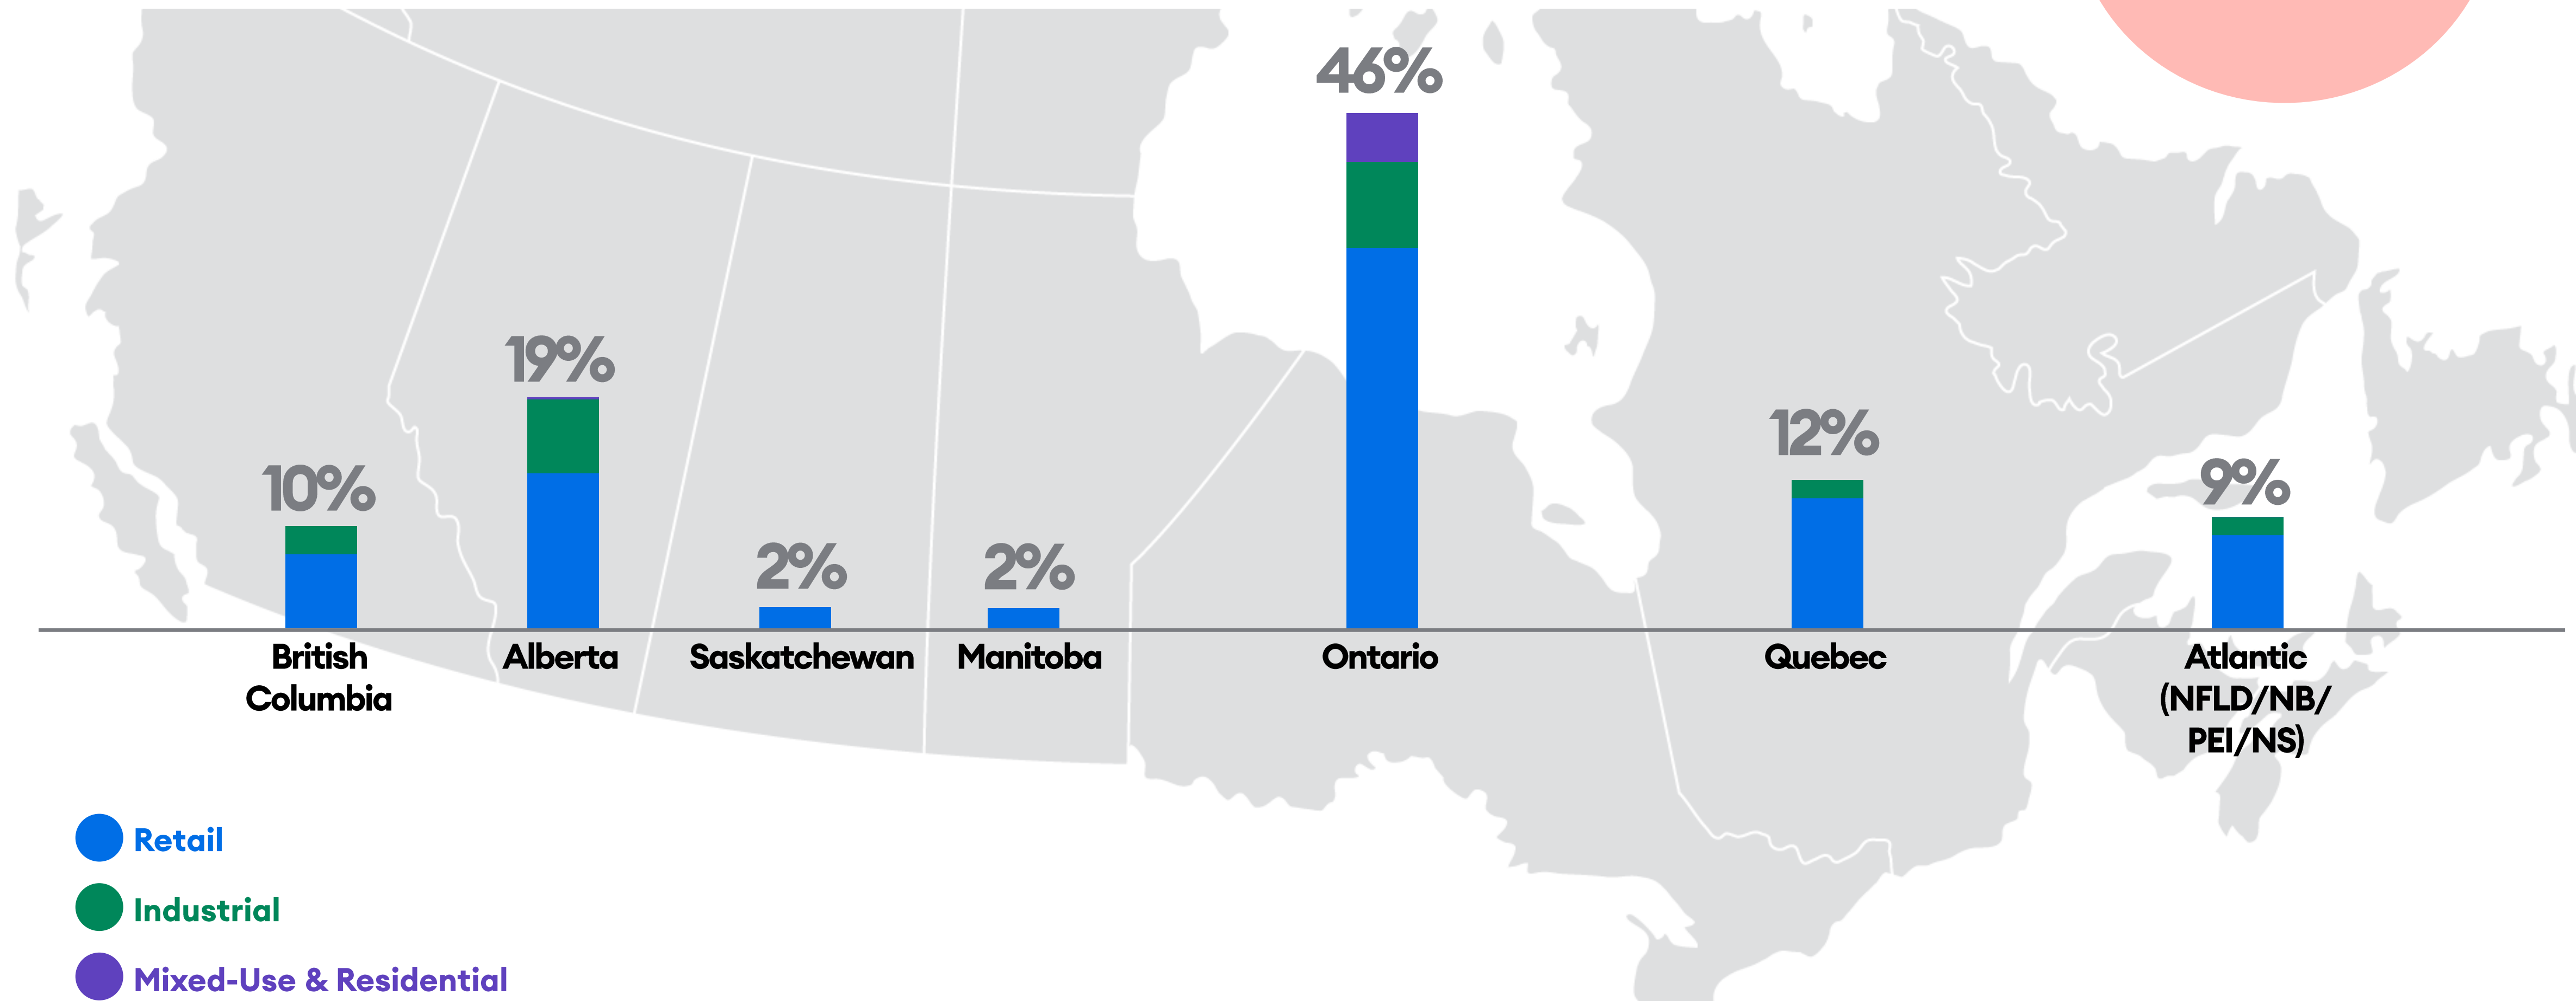 10%
19%
2%
2%
46%
12%
9%
British
Columbia
Alberta
Saskatchewan
Manitoba
Ontario
Quebec
Atlantic
(NFLD/NB/
PEI/NS)
Retail
Industrial
Mixed-Use & Residential